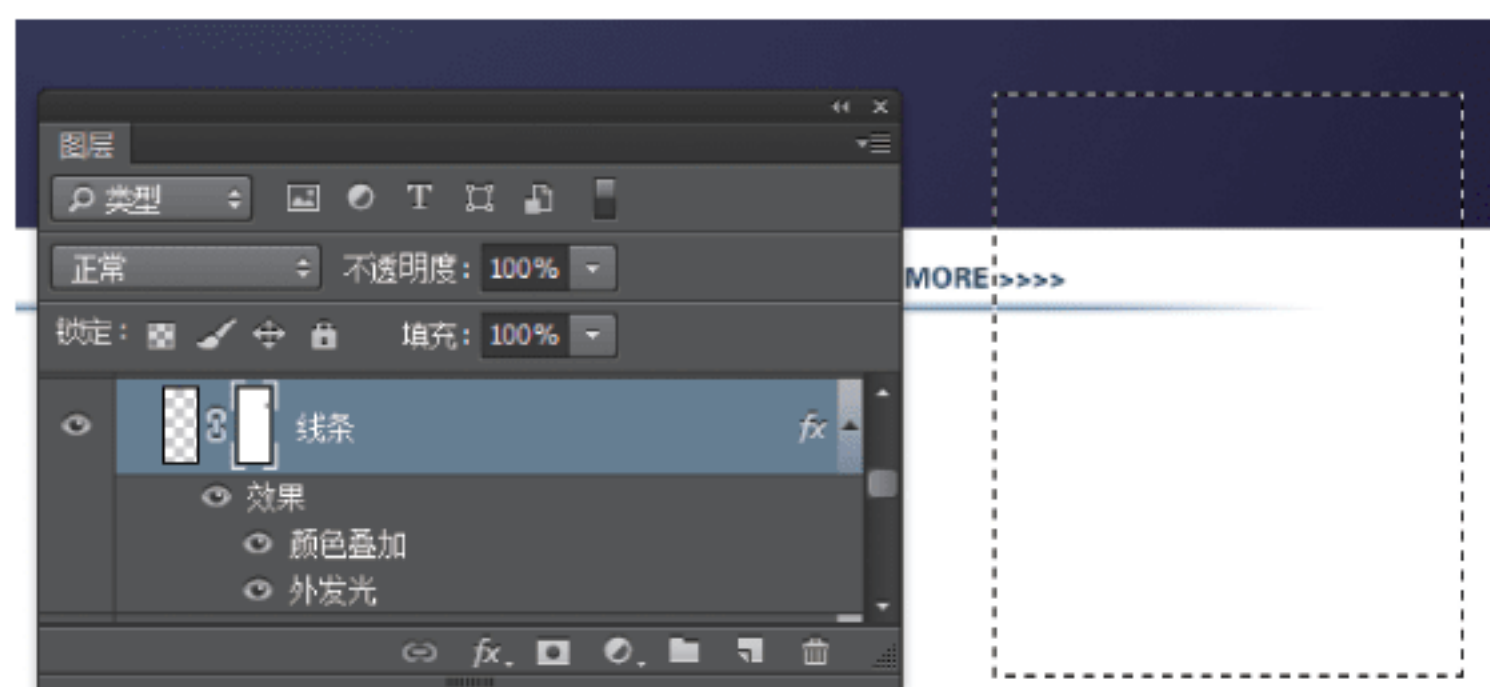 图层
类型 T
正常 不透明度: 100%
MORE >>>>
锁定: 填充: 100%
线条 fx
效果
颜色叠加
外发光
fx.